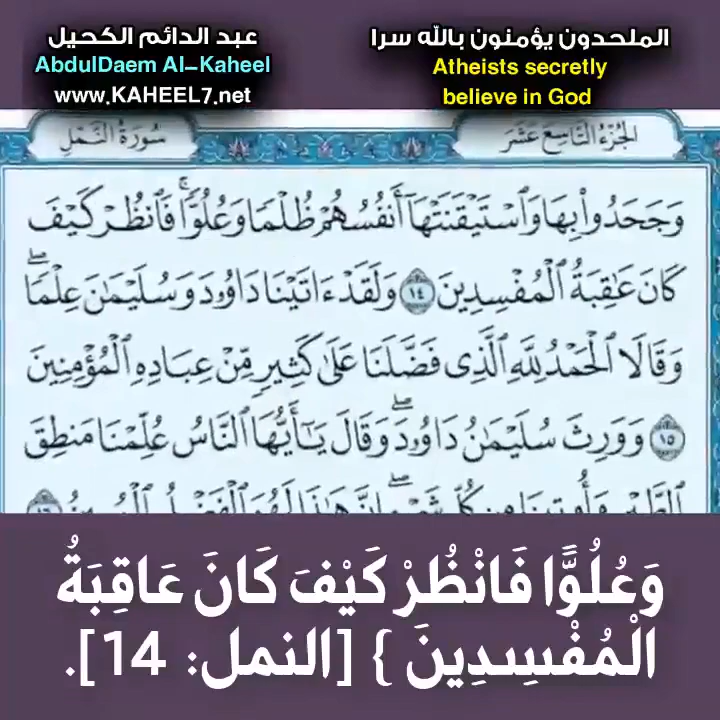 الملحدون يؤمنون بالله سرا
Atheists secretly
believe in God
عبد الدائم الكحيل
AbdulDaem Al-Kaheel
www.KAHEEL7.net
الجزء التاسع عشر
سورة النمل
وَجَحَدُوا۟ بِهَا وَٱسْتَيْقَنَتْهَآ أَنفُسُهُمْ ظُلْمًا وَعُلُوًّا ۚ فَٱنظُرْ كَيْفَ
كَانَ عَٰقِبَةُ ٱلْمُفْسِدِينَ ١٤ وَلَقَدْ ءَاتَيْنَا دَاوُۥدَ وَسُلَيْمَٰنَ عِلْمًا ۖ
وَقَالَا ٱلْحَمْدُ لِلَّهِ ٱلَّذِى فَضَّلَنَا عَلَىٰ كَثِيرٍ مِّنْ عِبَادِهِ ٱلْمُؤْمِنِينَ
١٥ وَوَرِثَ سُلَيْمَٰنُ دَاوُۥدَ ۖ وَقَالَ يَٰٓأَيُّهَا ٱلنَّاسُ عُلِّمْنَا مَنطِقَ
وَعُلُوًّا فَانْظُرْ كَيْفَ كَانَ عَاقِبَةُ
الْمُفْسِدِينَ } [النمل: 14].